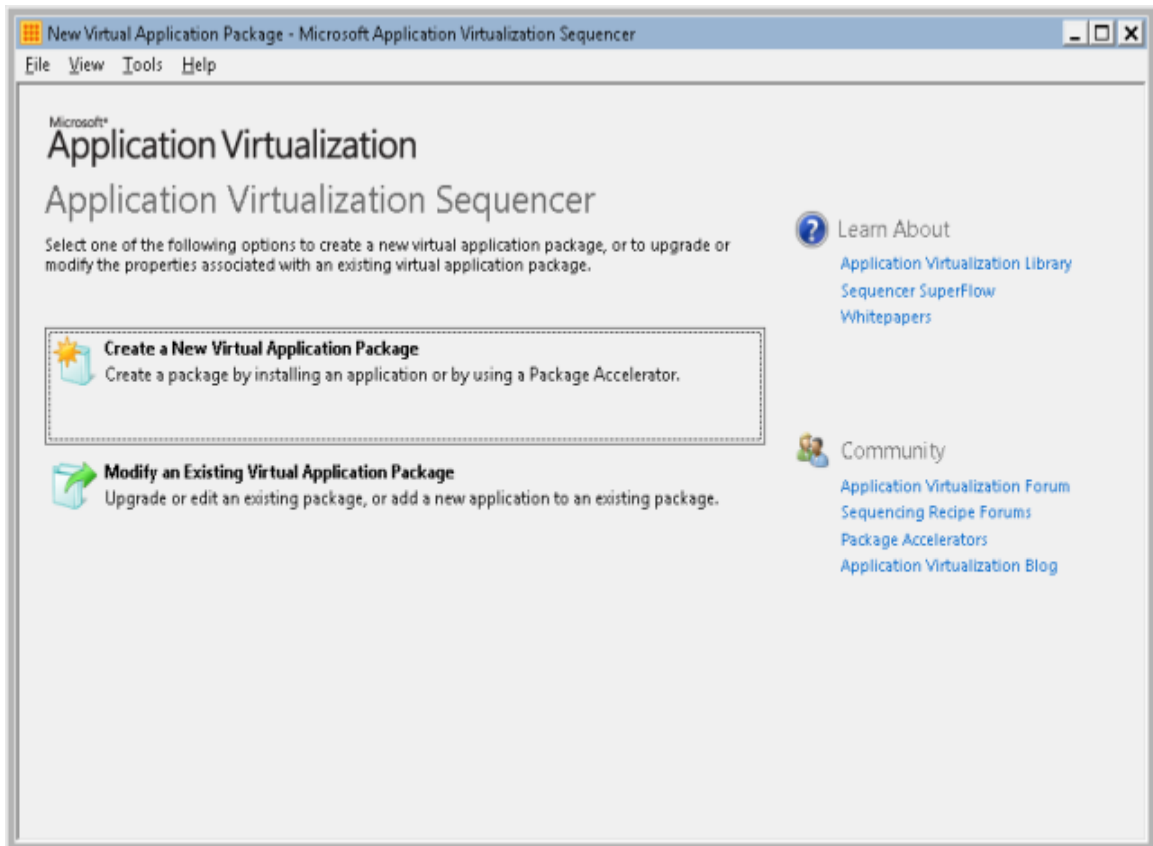 New Virtual Application Package - Microsoft Application Virtualization Sequencer
File View Tools Help
Microsoft®
Application Virtualization
Application Virtualization Sequencer
Select one of the following options to create a new virtual application package, or to upgrade or
modify the properties associated with an existing virtual application package.
Create a New Virtual Application Package
Create a package by installing an application or by using a Package Accelerator.
Modify an Existing Virtual Application Package
Upgrade or edit an existing package, or add a new application to an existing package.
Learn About
Application Virtualization Library
Sequencer SuperFlow
Whitepapers
Community
Application Virtualization Forum
Sequencing Recipe Forums
Package Accelerators
Application Virtualization Blog